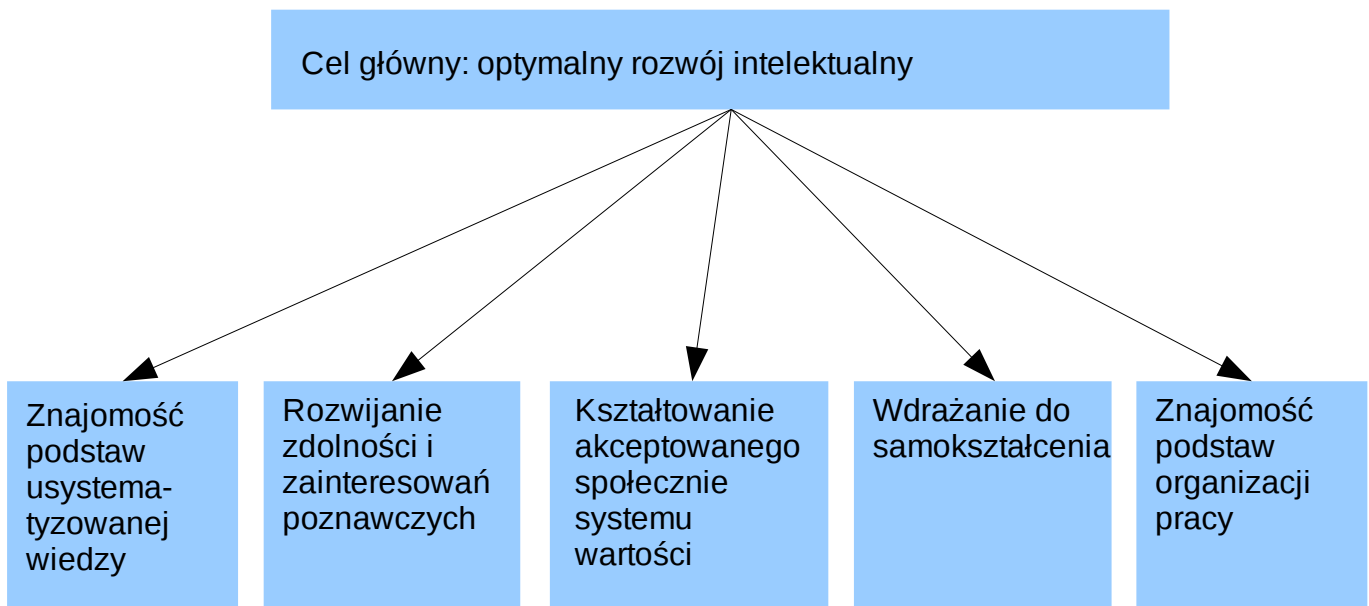 Cel główny: optymalny rozwój intelektualny
Znajomość
podstaw
usystema-
tyzowanej
wiedzy
Rozwijanie
zdolności i
zainteresowań
poznawczych
Kształtowanie
akceptowanego
społecznie
systemu
wartości
Wdrażanie do
samokształcenia
Znajomość
podstaw
organizacji
pracy